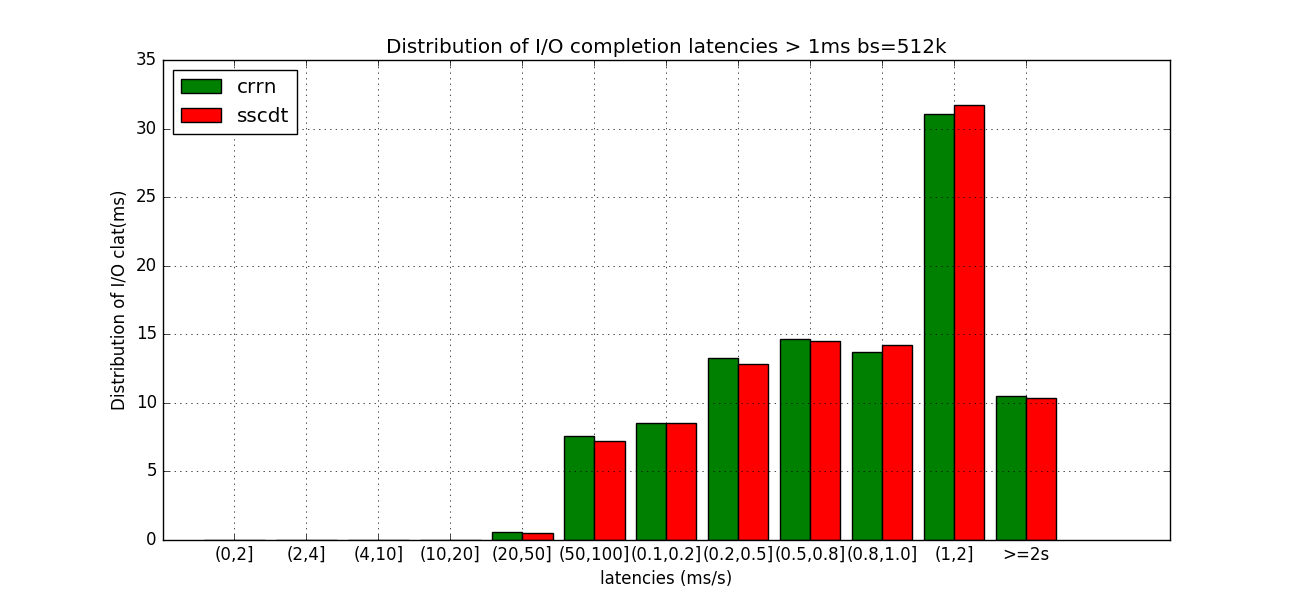 Distribution of I/O completion latencies > 1ms bs=512k
crrn
sscdt
Distribution of I/O clat(ms)
35
30
25
20
15
10
5
0
(0,2] (2,4] (4,10] (10,20] (20,50] (50,100] (0.1,0.2] (0.2,0.5] (0.5,0.8] (0.8,1.0] (1,2] >=2s
latencies (ms/s)